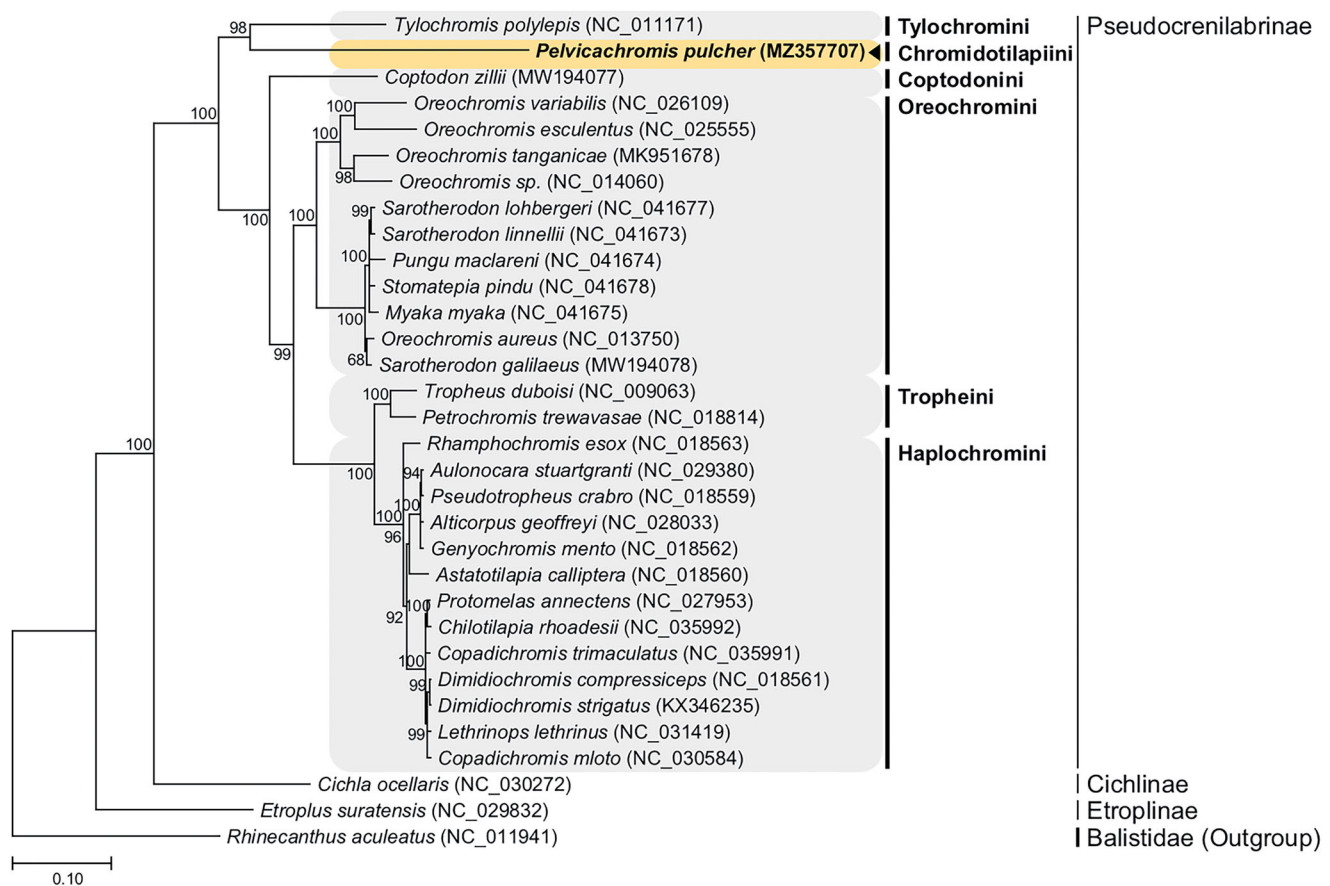 98 Tylochromis polylepis (NC_011171) Tylochromini Pseudocrenilabrinae
Pelvicachromis pulcher (MZ357707) Chromidotilapiini
Coptodon zillii (MW194077) Coptodonini
100 Oreochromis variabilis (NC_026109) Oreochromini
100 100 Oreochromis esculentus (NC_025555)
Oreochromis tanganicae (MK951678)
98 Oreochromis sp. (NC_014060)
100 100 99 Sarotherodon lohbergeri (NC_041677)
Sarotherodon linnellii (NC_041673)
100 Pungu maclareni (NC_041674)
Stomatepia pindu (NC_041678)
100 Myaka myaka (NC_041675)
Oreochromis aureus (NC_013750)
99 68 Sarotherodon galilaeus (MW194078)
100 Tropheus duboisi (NC_009063) Tropheini
Petrochromis trewavasae (NC_018814)
100 Rhamphochromis esox (NC_018563) Haplochromini
100 94 Aulonocara stuartgranti (NC_029380)
Pseudotropheus crabro (NC_018559)
100 100 Alticorpus geoffreyi (NC_028033)
96 Genyochromis mento (NC_018562)
Astatotilapia calliptera (NC_018560)
100 Protomelas annectens (NC_027953)
92 Chilotilapia rhoadesii (NC_035992)
100 Copadichromis trimaculatus (NC_035991)
99 Dimidiochromis compressiceps (NC_018561)
Dimidiochromis strigatus (KX346235)
99 Lethrinops lethrinus (NC_031419)
Copadichromis mloto (NC_030584)
Cichla ocellaris (NC_030272) Cichlinae
Etroplus suratensis (NC_029832) Etroplinae
Rhinecanthus aculeatus (NC_011941) Balistidae (Outgroup)
0.10